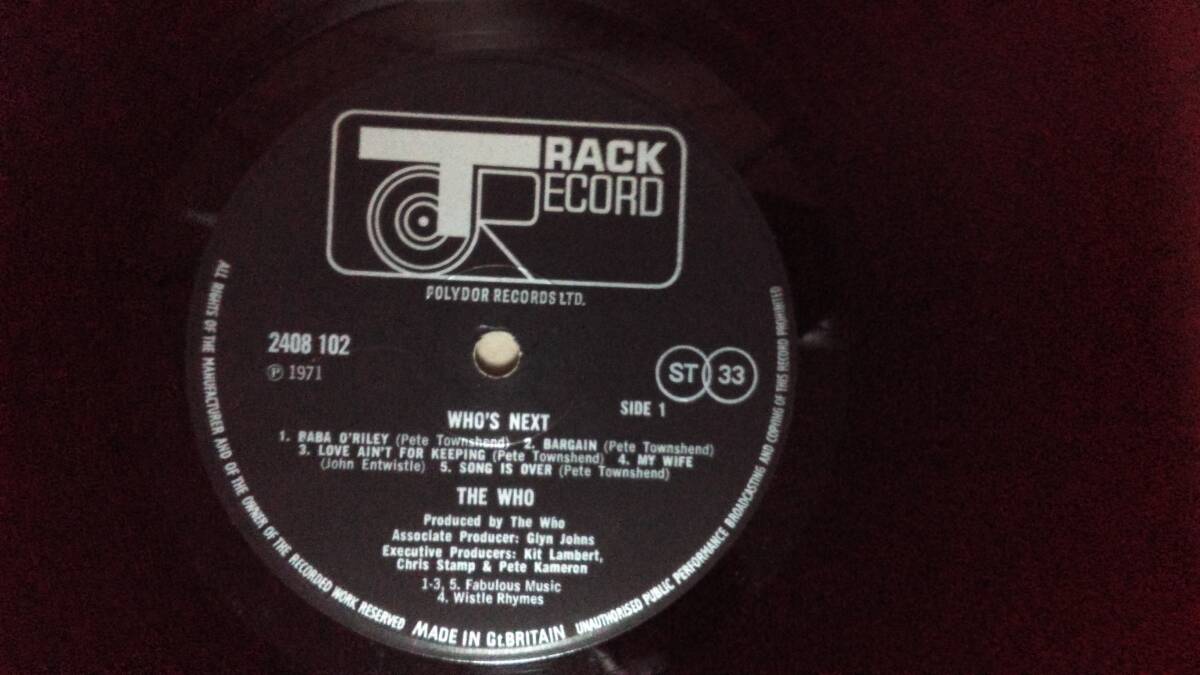 TRACK
RECORD
POLYDOR RECORDS LTD.
2408 102
℗ 1971
ST 33
SIDE 1
WHO'S NEXT
1. BABA O'RILEY (Pete Townshend) 2. BARGAIN (Pete Townshend)
3. LOVE AIN'T FOR KEEPING (Pete Townshend) 4. MY WIFE
(John Entwistle) 5. SONG IS OVER (Pete Townshend)
THE WHO
Produced by The Who
Associate Producer: Glyn Johns
Executive Producers: Kit Lambert,
Chris Stamp & Pete Kameron
1-3, 5. Fabulous Music
4. Wistle Rhymes
ALL RIGHTS OF THE MANUFACTURER AND OF THE OWNER OF THE RECORDED WORK RESERVED
MADE IN Gt.BRITAIN
UNAUTHORISED PUBLIC PERFORMANCE BROADCASTING AND COPYING OF THIS RECORD PROHIBITED